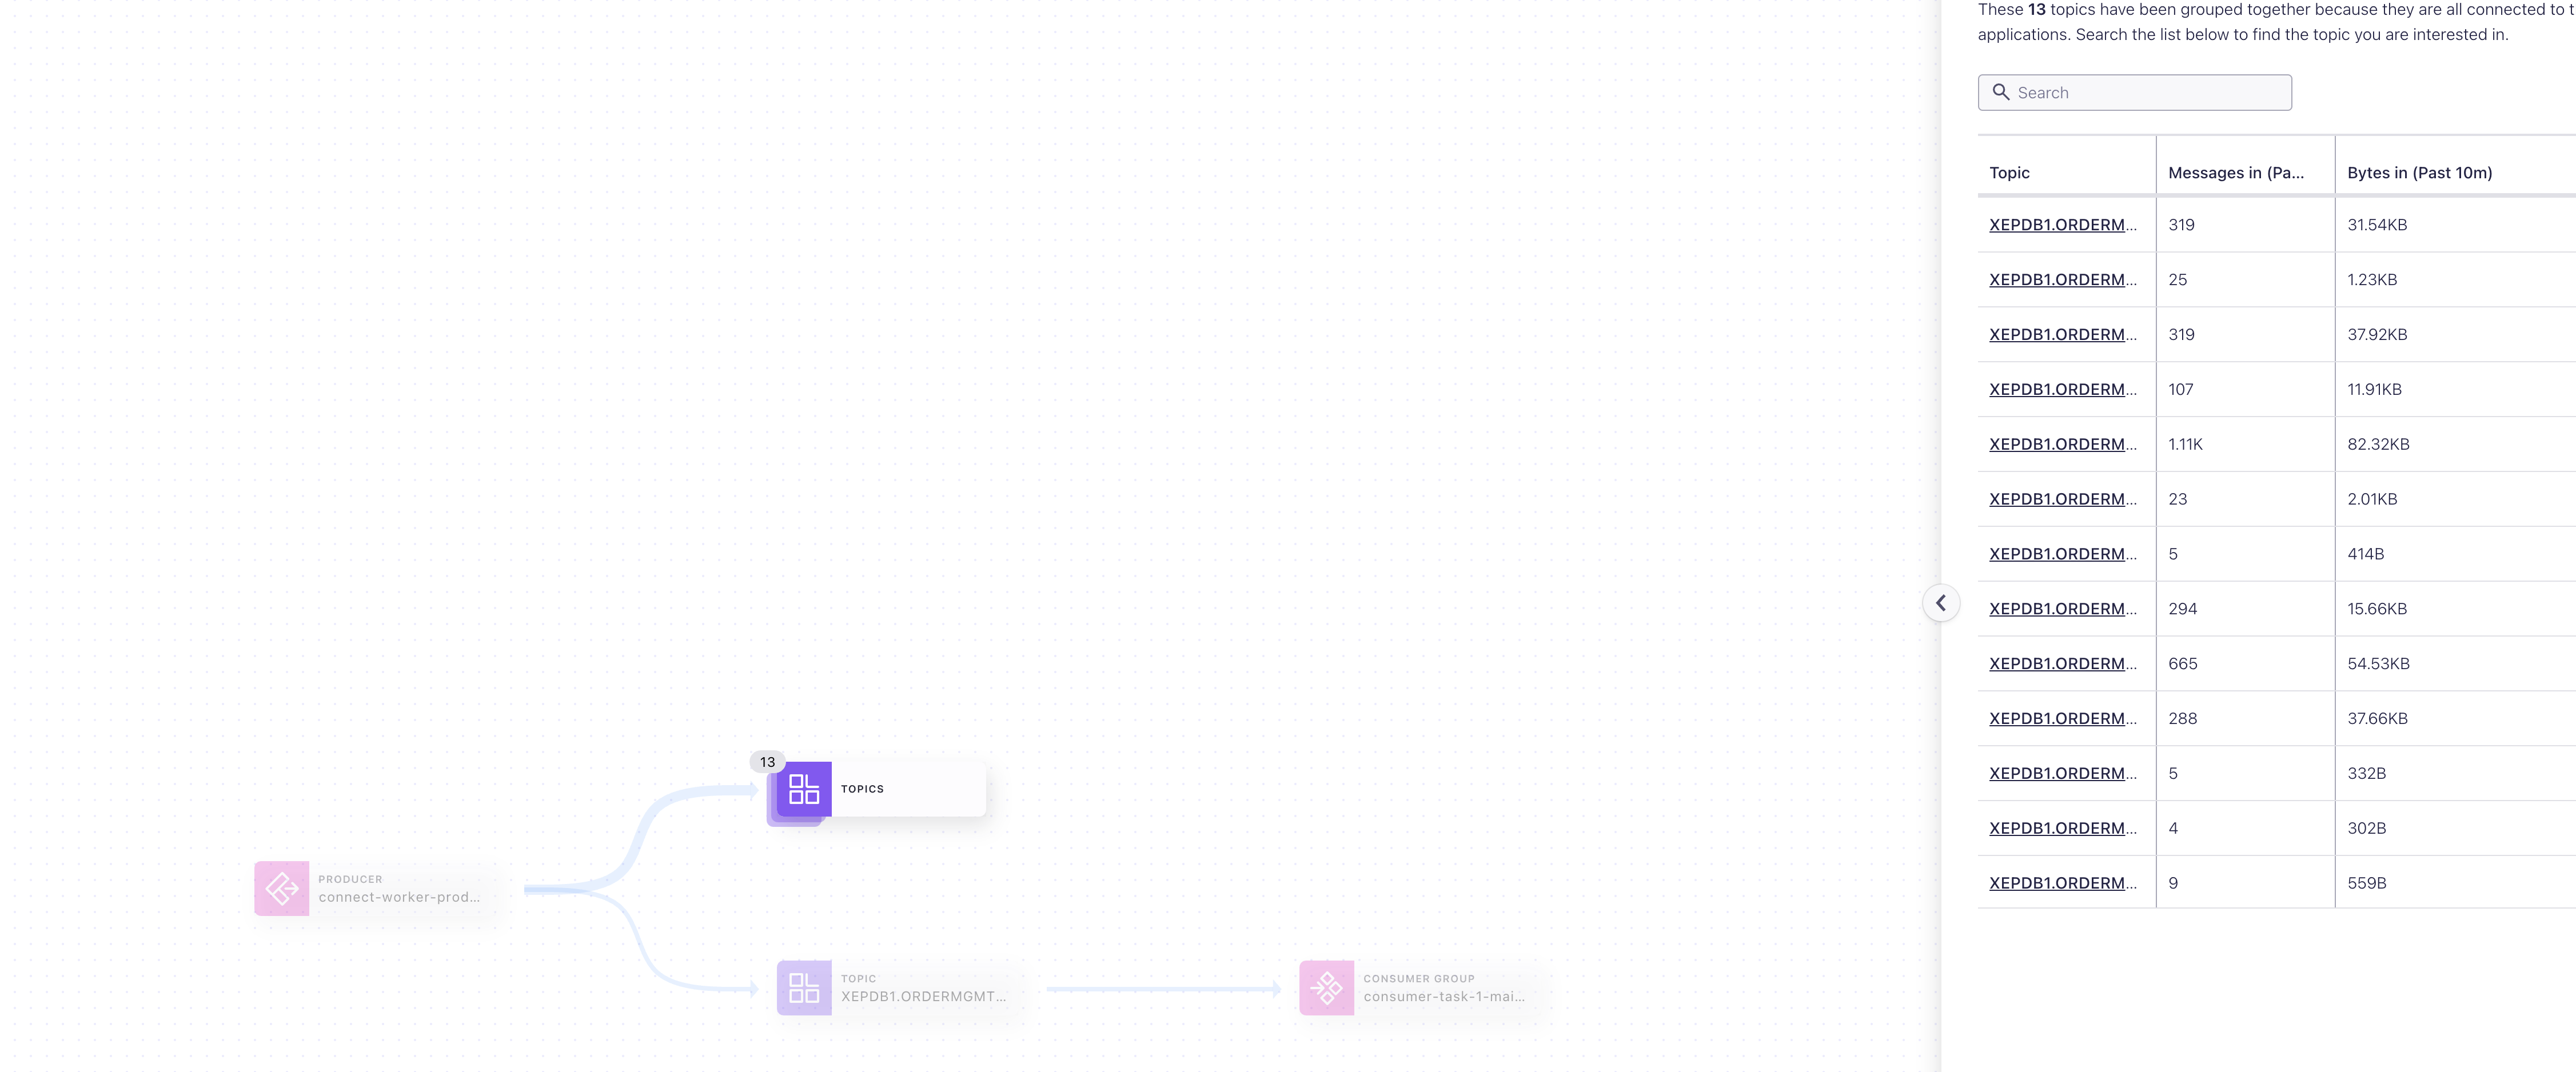 These 13 topics have been grouped together because they are all connected to t
applications. Search the list below to find the topic you are interested in.
Search
Topic Messages in (Pa... Bytes in (Past 10m)
XEPDB1.ORDERM... 319 31.54KB
XEPDB1.ORDERM... 25 1.23KB
XEPDB1.ORDERM... 319 37.92KB
XEPDB1.ORDERM... 107 11.91KB
XEPDB1.ORDERM... 1.11K 82.32KB
XEPDB1.ORDERM... 23 2.01KB
XEPDB1.ORDERM... 5 414B
XEPDB1.ORDERM... 294 15.66KB
XEPDB1.ORDERM... 665 54.53KB
XEPDB1.ORDERM... 288 37.66KB
XEPDB1.ORDERM... 5 332B
XEPDB1.ORDERM... 4 302B
XEPDB1.ORDERM... 9 559B
13
TOPICS
PRODUCER
connect-worker-prod...
TOPIC
XEPDB1.ORDERMGMT...
CONSUMER GROUP
consumer-task-1-mai...